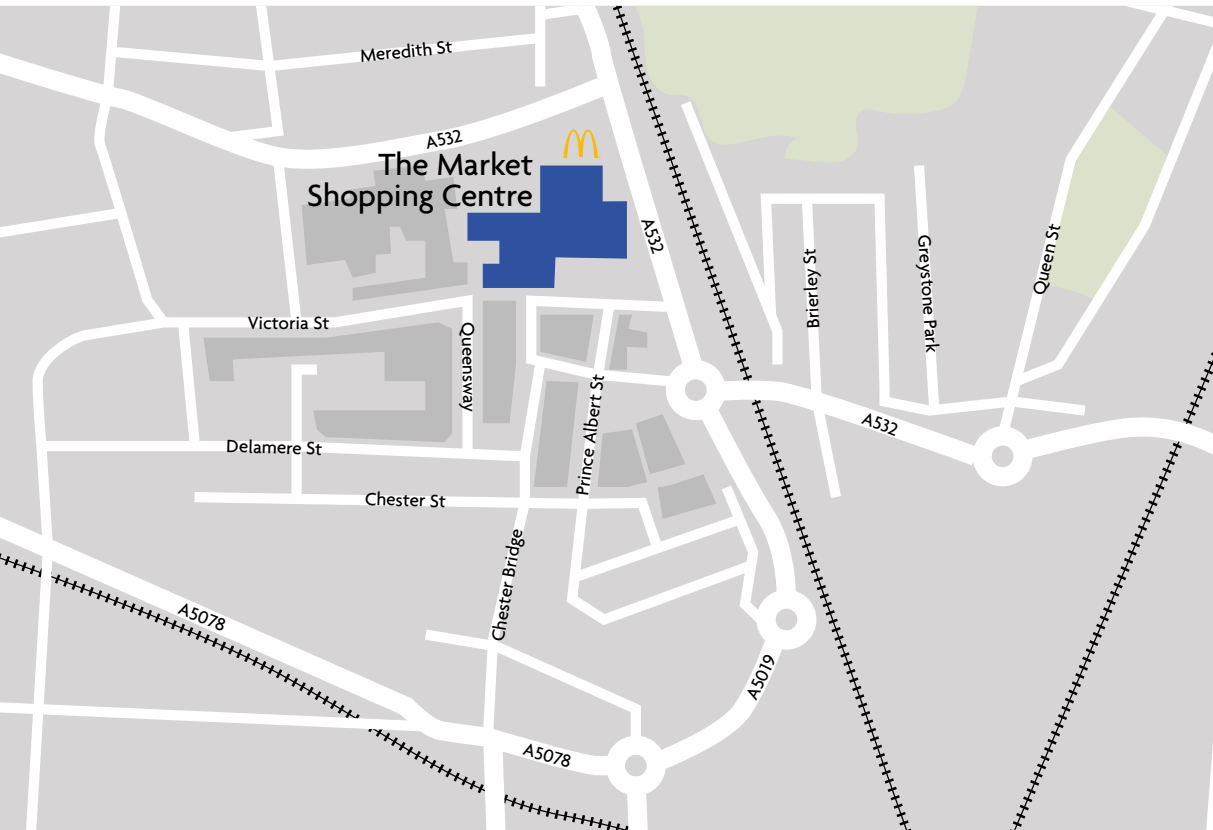 Meredith St
A532
The Market
Shopping Centre
A532
Queen St
Greystone Park
Brierley St
Victoria St
Queensway
Prince Albert St
A532
Delamere St
Chester St
Chester Bridge
A5078
A5019
A5078